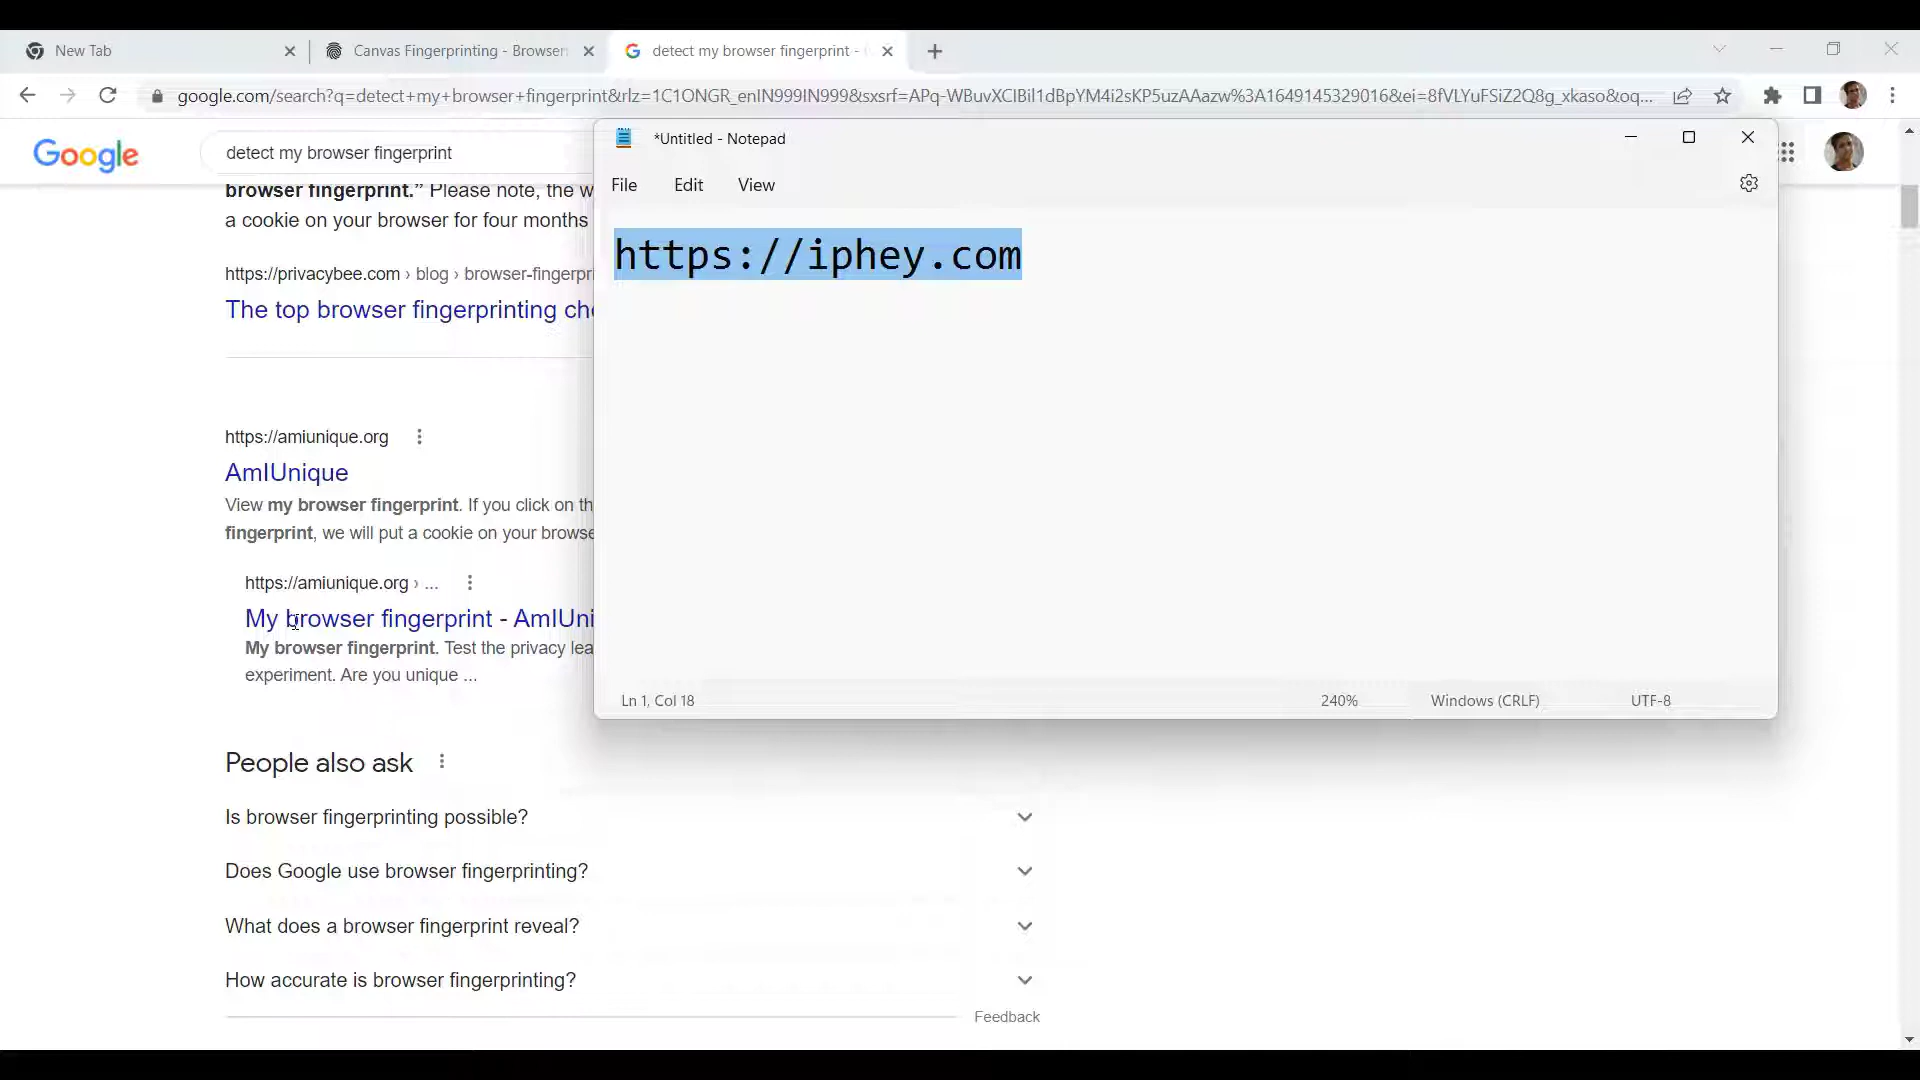 New Tab
Canvas Fingerprinting - Browser
detect my browser fingerprint -
google.com/search?q=detect+my+browser+fingerprint&rlz=1C1ONGR_enIN999IN999&sxsrf=APq-WBuvXCIBil1dBpYM4i2sKP5uzAAazw%3A1649145329016&ei=8fVLYuFSiZ2Q8g_xkaso&oq...
Google
detect my browser fingerprint
browser fingerprint.” Please note, the w
a cookie on your browser for four months
https://privacybee.com › blog › browser-fingerpri
The top browser fingerprinting che
https://amiunique.org
AmIUnique
View my browser fingerprint. If you click on th
fingerprint, we will put a cookie on your browse
https://amiunique.org › ...
My browser fingerprint - AmIUni
My browser fingerprint. Test the privacy lea
experiment. Are you unique ...
People also ask
Is browser fingerprinting possible?
Does Google use browser fingerprinting?
What does a browser fingerprint reveal?
How accurate is browser fingerprinting?
Feedback
*Untitled - Notepad
File Edit View
https://iphey.com
Ln 1, Col 18 240% Windows (CRLF) UTF-8